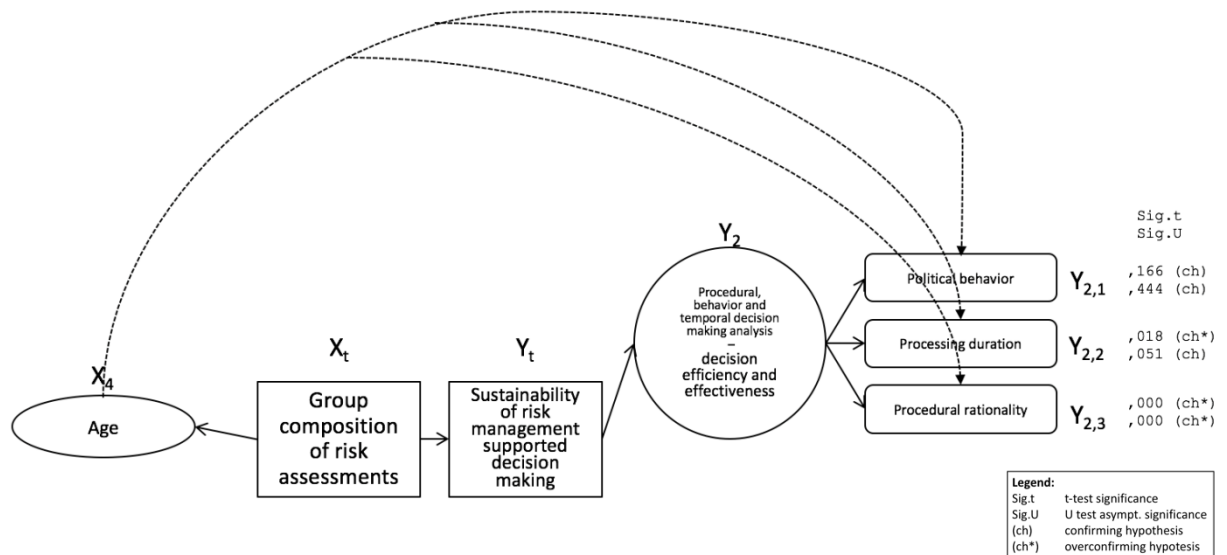 Sig.t
Sig.U
Y2
Political behavior
Y2,1
,166 (ch)
,444 (ch)
Procedural,
behavior and
temporal decision
making analysis
–
decision
efficiency and
effectiveness
Processing duration
Y2,2
,018 (ch*)
,051 (ch)
Procedural rationality
Y2,3
,000 (ch*)
,000 (ch*)
X4
Age
Xt
Group
composition
of risk
assessments
Yt
Sustainability
of risk
management
supported
decision
making
Legend:
Sig.t t-test significance
Sig.U U test asympt. significance
(ch) confirming hypothesis
(ch*) overconfirming hypotesis